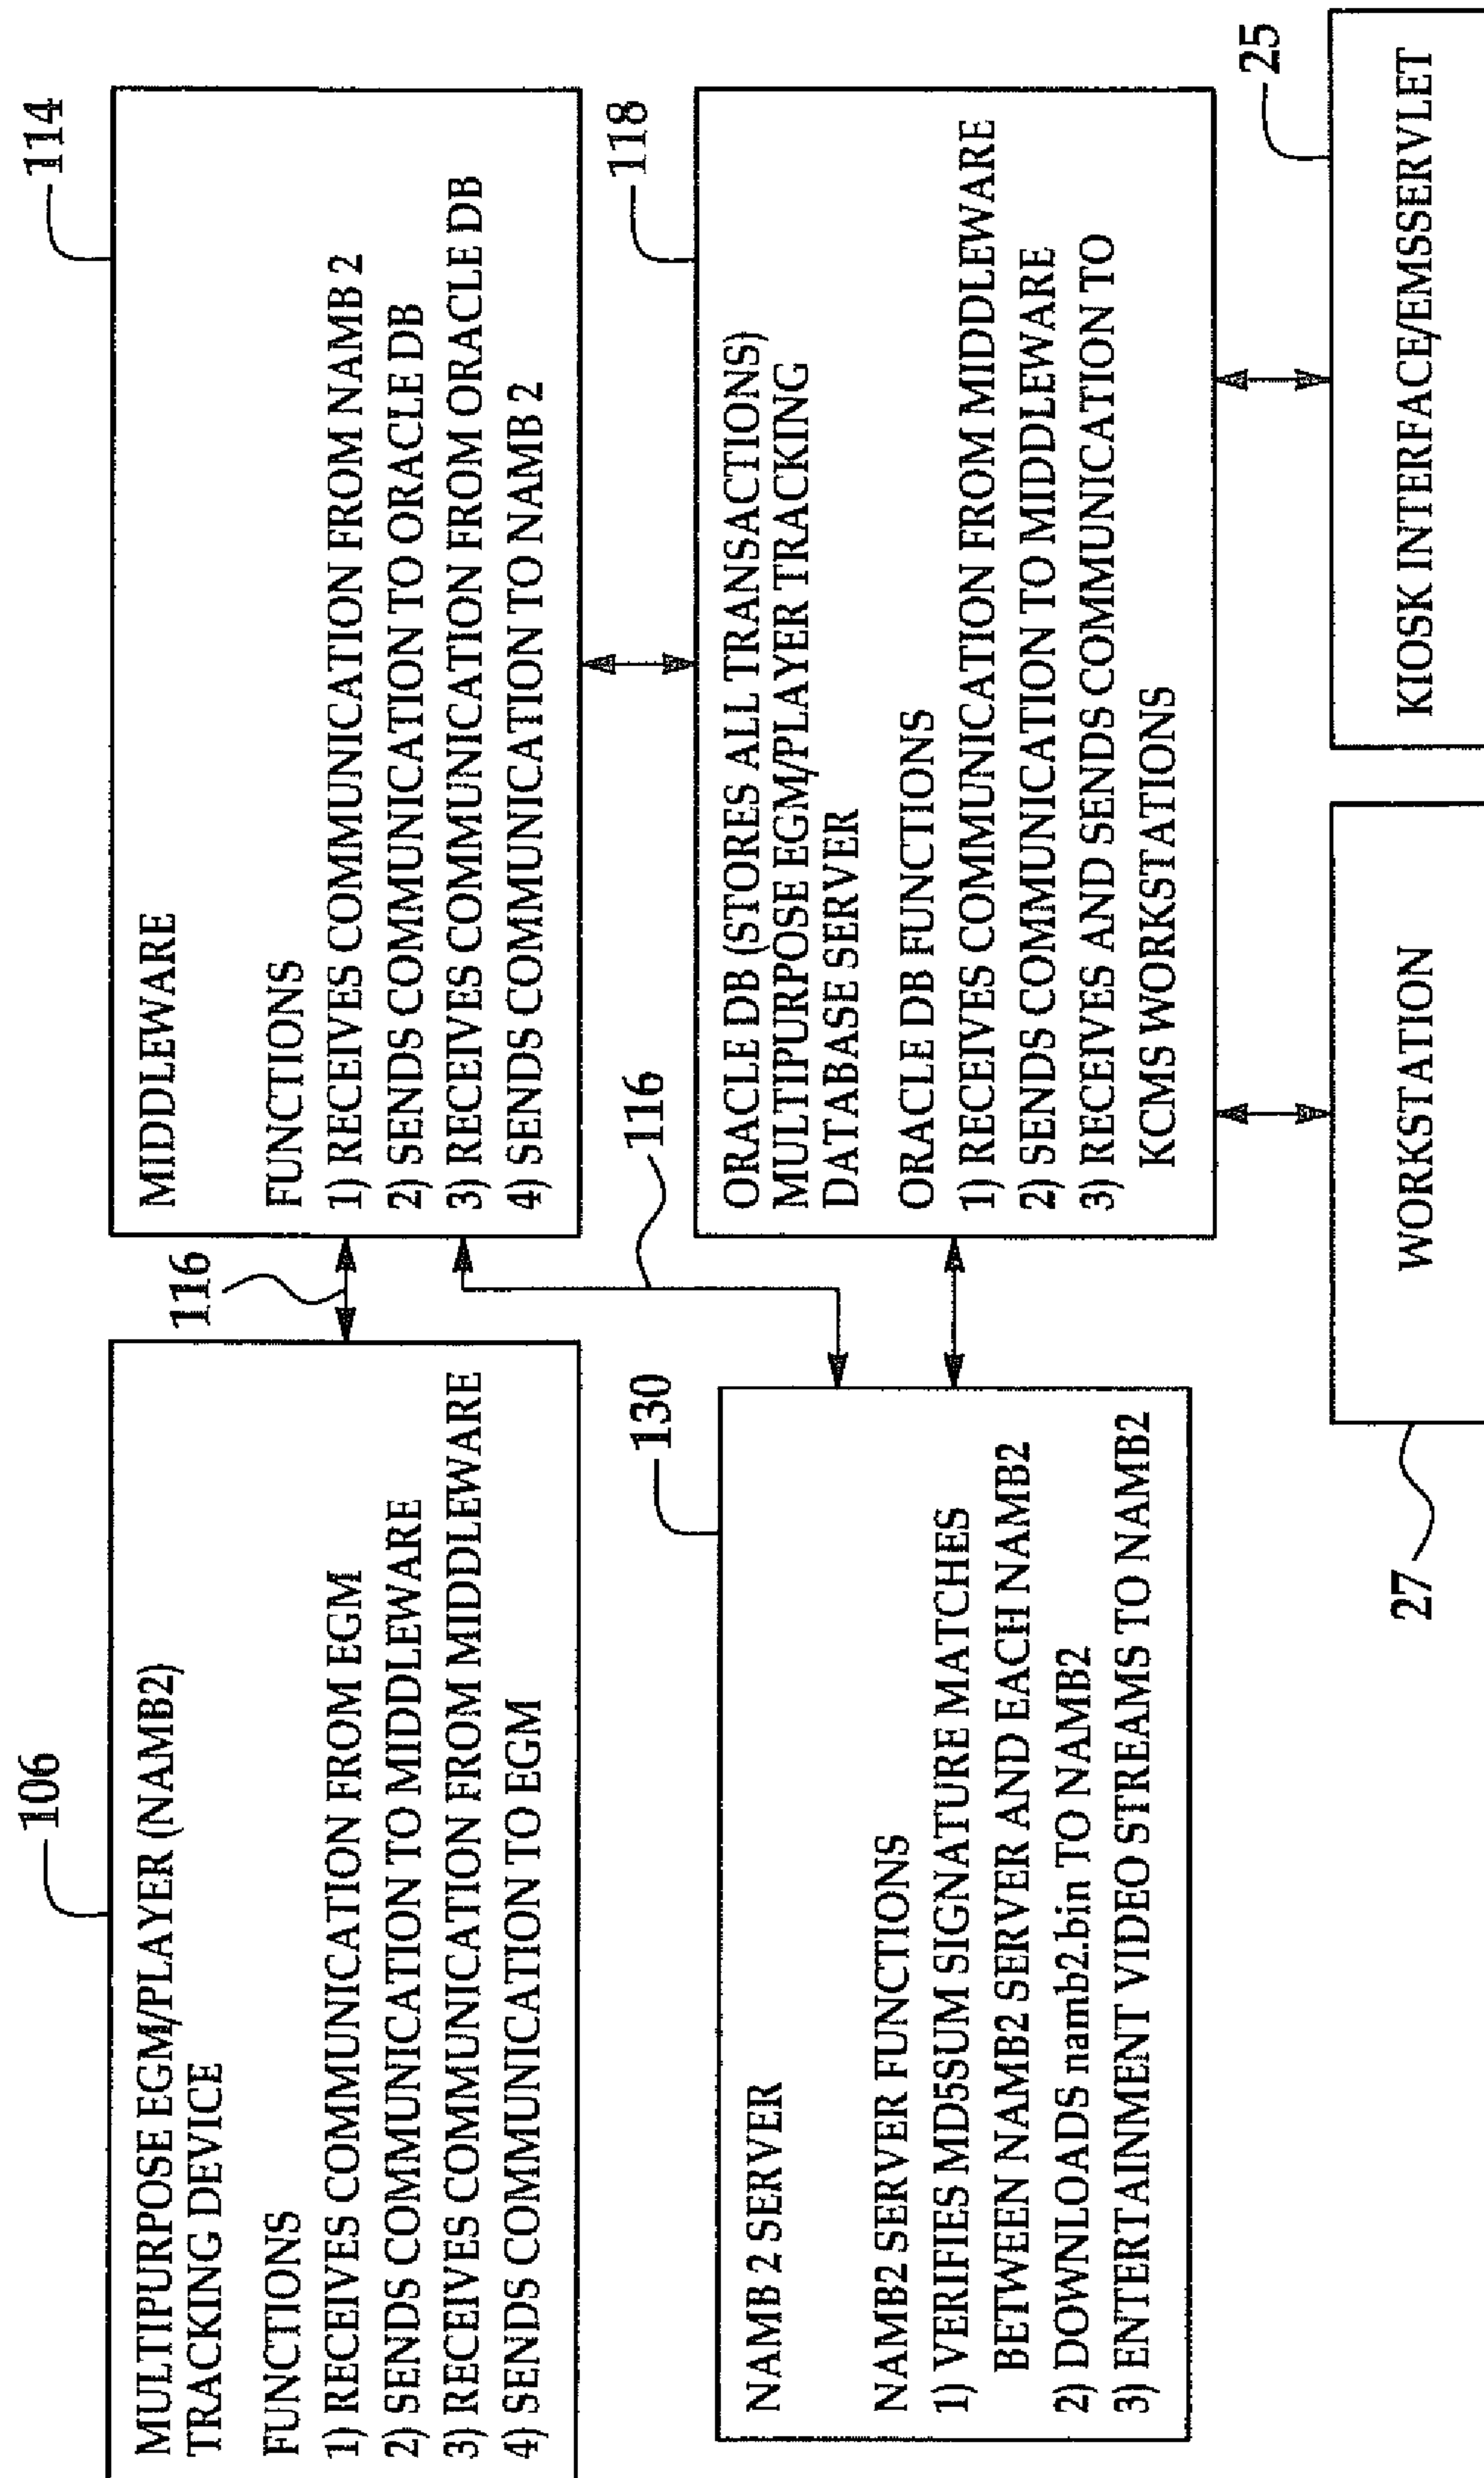 106
MULTIPURPOSE EGM/PLAYER (NAMB2)
TRACKING DEVICE
FUNCTIONS
1) RECEIVES COMMUNICATION FROM EGM
2) SENDS COMMUNICATION TO MIDDLEWARE
3) RECEIVES COMMUNICATION FROM MIDDLEWARE
4) SENDS COMMUNICATION TO EGM
116
114
MIDDLEWARE
FUNCTIONS
1) RECEIVES COMMUNICATION FROM NAMB 2
2) SENDS COMMUNICATION TO ORACLE DB
3) RECEIVES COMMUNICATION FROM ORACLE DB
4) SENDS COMMUNICATION TO NAMB 2
130
NAMB 2 SERVER
NAMB2 SERVER FUNCTIONS
1) VERIFIES MD5SUM SIGNATURE MATCHES
BETWEEN NAMB2 SERVER AND EACH NAMB2
2) DOWNLOADS namb2.bin TO NAMB2
3) ENTERTAINMENT VIDEO STREAMS TO NAMB2
116
118
ORACLE DB (STORES ALL TRANSACTIONS)
MULTIPURPOSE EGM/PLAYER TRACKING
DATABASE SERVER
ORACLE DB FUNCTIONS
1) RECEIVES COMMUNICATION FROM MIDDLEWARE
2) SENDS COMMUNICATION TO MIDDLEWARE
3) RECEIVES AND SENDS COMMUNICATION TO
KCMS WORKSTATIONS
27
WORKSTATION
25
KIOSK INTERFACE/EMSSERVLET